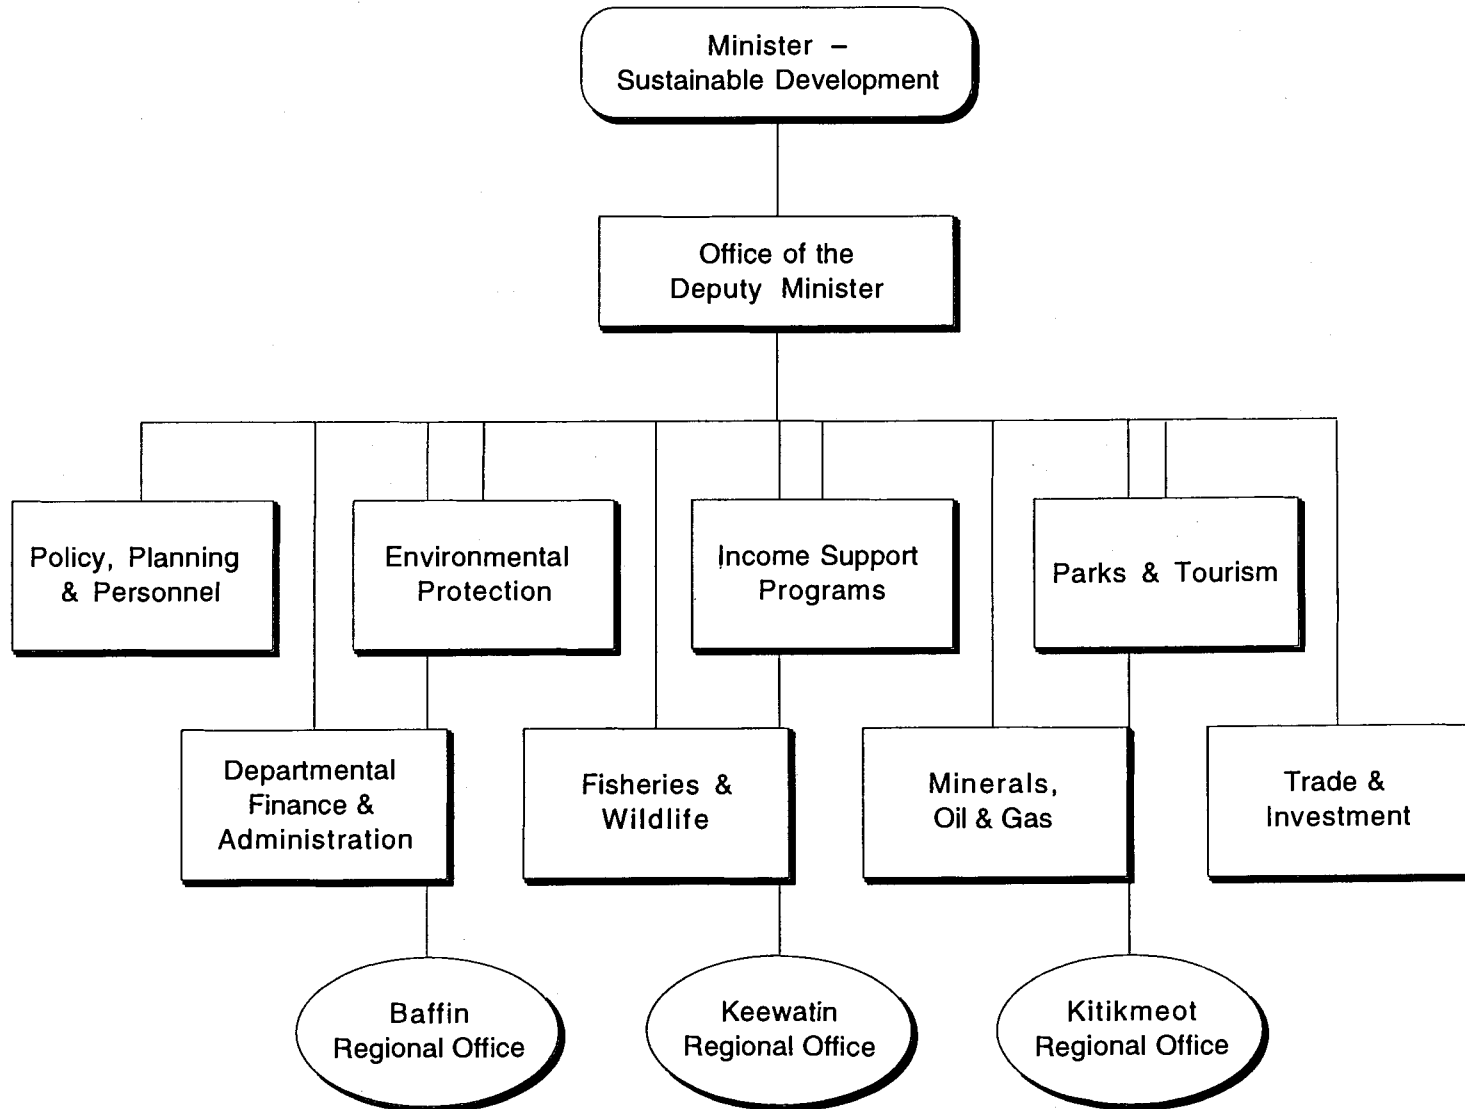 Minister –
Sustainable Development
Office of the
Deputy Minister
Policy, Planning
& Personnel
Environmental
Protection
Income Support
Programs
Parks & Tourism
Departmental
Finance &
Administration
Fisheries &
Wildlife
Minerals,
Oil & Gas
Trade &
Investment
Baffin
Regional Office
Keewatin
Regional Office
Kitikmeot
Regional Office